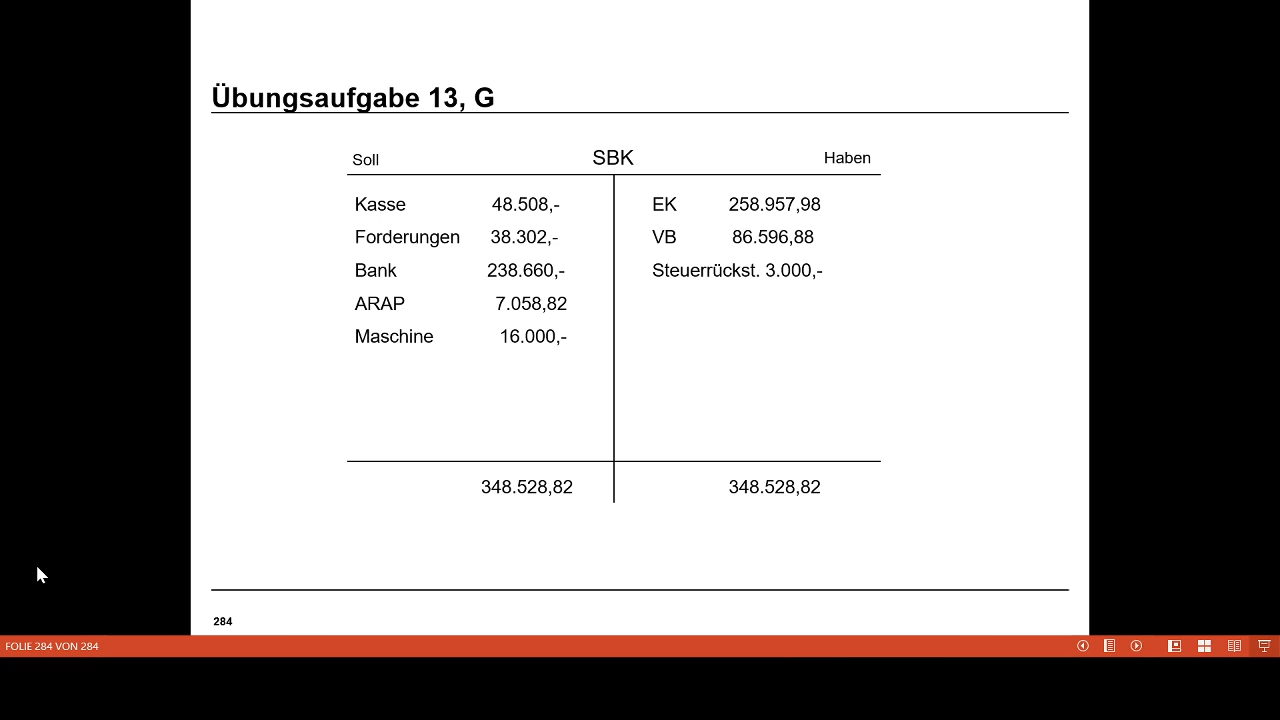 Übungsaufgabe 13, G
Soll SBK Haben
Kasse 48.508,- EK 258.957,98
Forderungen 38.302,- VB 86.596,88
Bank 238.660,- Steuerrückst. 3.000,-
ARAP 7.058,82
Maschine 16.000,-
348.528,82 348.528,82
284
FOLIE 284 VON 284